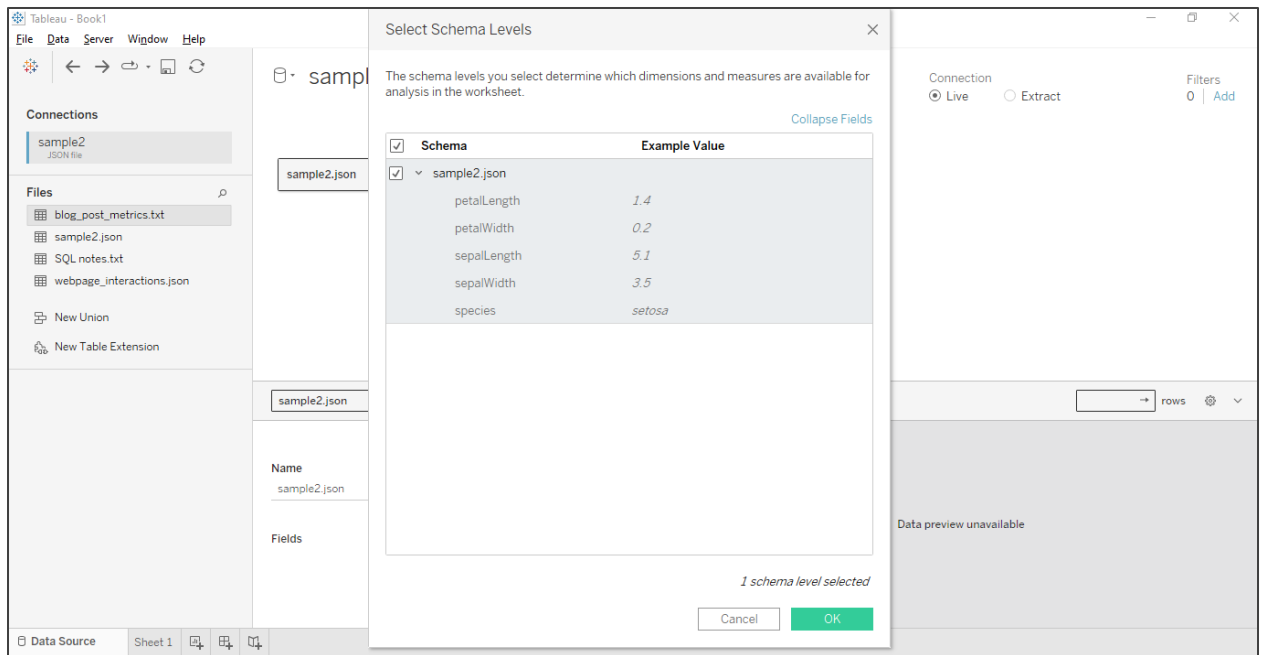 Tableau - Book1
File Data Server Window Help
Connections
sample2
JSON file
Files
blog_post_metrics.txt
sample2.json
SQL notes.txt
webpage_interactions.json
New Union
New Table Extension
sampl
sample2.json
Connection
Live Extract
Filters
0 Add
Select Schema Levels
The schema levels you select determine which dimensions and measures are available for
analysis in the worksheet.
Collapse Fields
Schema Example Value
sample2.json
petalLength 1.4
petalWidth 0.2
sepalLength 5.1
sepalWidth 3.5
species setosa
1 schema level selected
Cancel OK
sample2.json
rows
Name
sample2.json
Fields
Data preview unavailable
Data Source Sheet 1